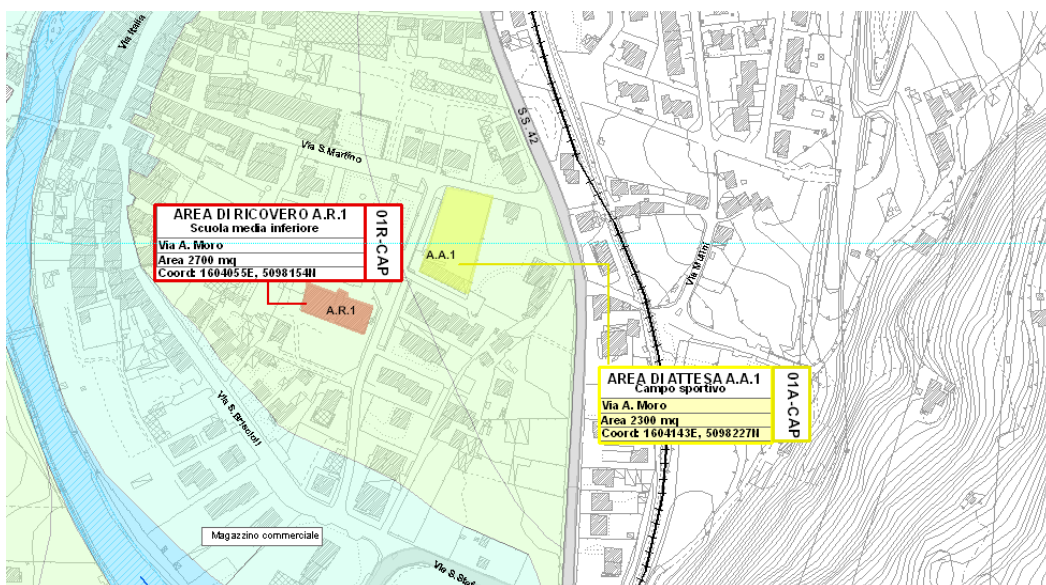 Via Italia
S.S. 42
Via S.Martino
AREA DI RICOVERO A.R.1
Scuola media inferiore
Via A. Moro
Area 2700 mq
Coord: 1604055E, 5098154N
01R-CAP
A.A.1
A.R.1
Via Mulini
AREA DI ATTESA A.A.1
Campo sportivo
Via A. Moro
Area 2300 mq
Coord: 1604143E, 5098227N
01A-CAP
Magazzino commerciale
Via S.